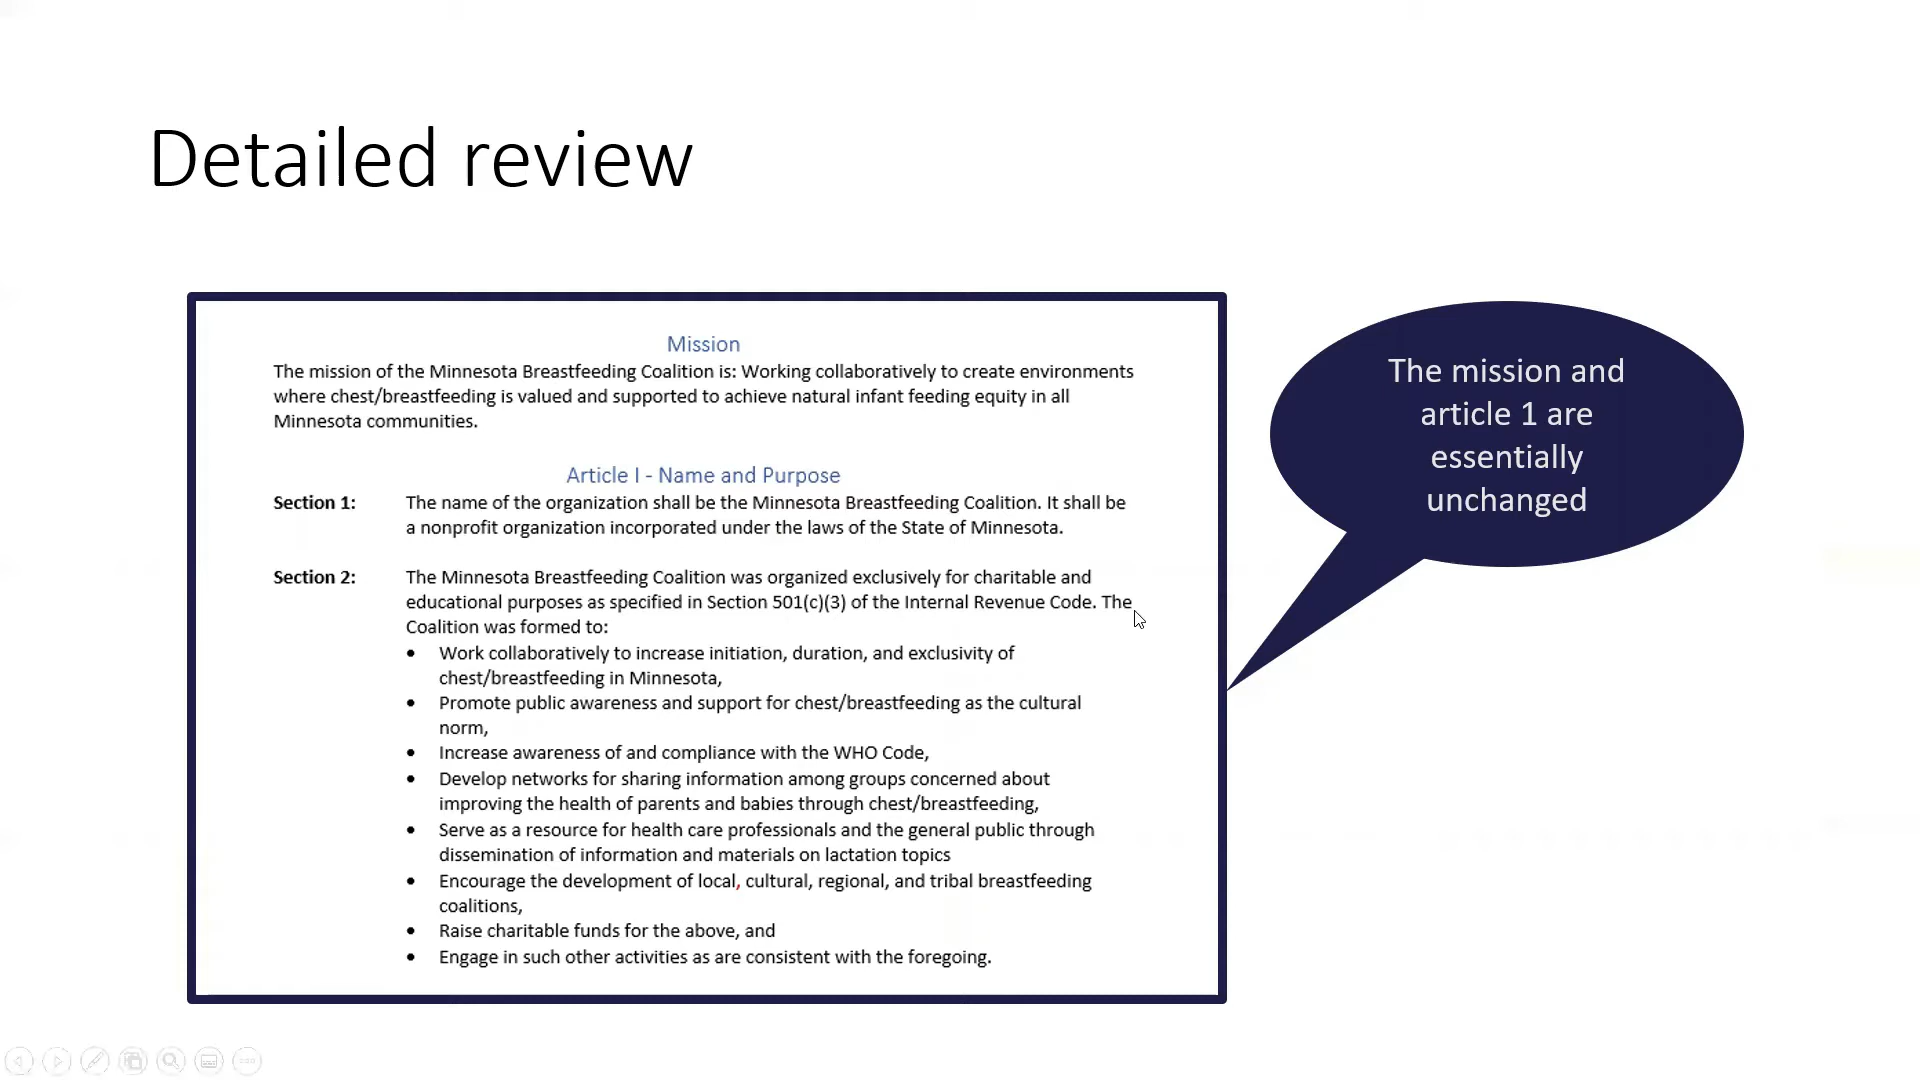 Detailed review
Mission
The mission of the Minnesota Breastfeeding Coalition is: Working collaboratively to create environments
where chest/breastfeeding is valued and supported to achieve natural infant feeding equity in all
Minnesota communities.
Article I - Name and Purpose
Section 1: The name of the organization shall be the Minnesota Breastfeeding Coalition. It shall be
a nonprofit organization incorporated under the laws of the State of Minnesota.
Section 2: The Minnesota Breastfeeding Coalition was organized exclusively for charitable and
educational purposes as specified in Section 501(c)(3) of the Internal Revenue Code. The
Coalition was formed to:
• Work collaboratively to increase initiation, duration, and exclusivity of
chest/breastfeeding in Minnesota,
• Promote public awareness and support for chest/breastfeeding as the cultural
norm,
• Increase awareness of and compliance with the WHO Code,
• Develop networks for sharing information among groups concerned about
improving the health of parents and babies through chest/breastfeeding,
• Serve as a resource for health care professionals and the general public through
dissemination of information and materials on lactation topics
• Encourage the development of local, cultural, regional, and tribal breastfeeding
coalitions,
• Raise charitable funds for the above, and
• Engage in such other activities as are consistent with the foregoing.
The mission and
article 1 are
essentially
unchanged